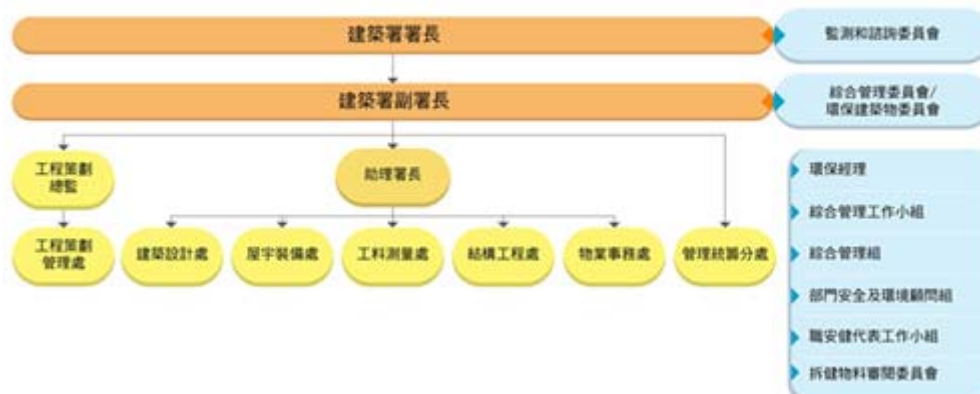 建築署署長
監測和諮詢委員會
建築署副署長
綜合管理委員會/
環保建築物委員會
工程策劃
總監
助理署長
工程策劃
管理處
建築設計處
屋宇裝備處
工料測量處
結構工程處
物業事務處
管理統籌分處
環保經理
綜合管理工作小組
綜合管理組
部門安全及環境顧問組
職安健代表工作小組
拆健物料審閱委員會